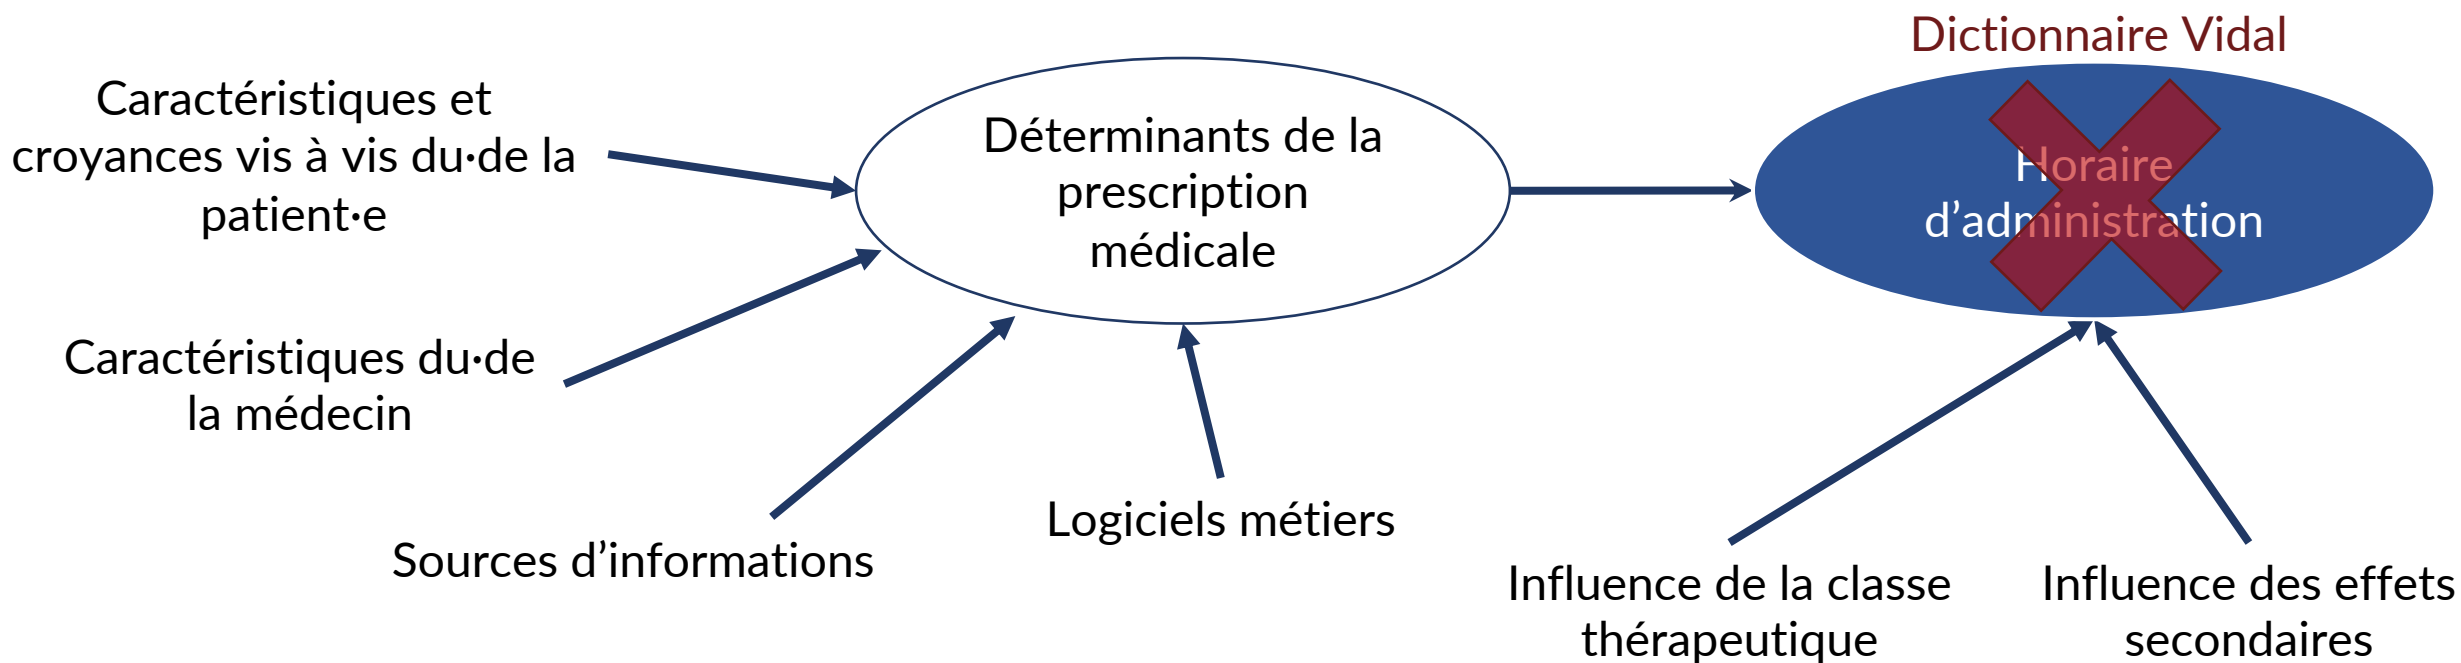 Dictionnaire Vidal
Caractéristiques et
croyances vis à vis du·de la
patient·e
Déterminants de la
prescription
médicale
Horaire
d’administration
Caractéristiques du·de
la médecin
Sources d’informations
Logiciels métiers
Influence de la classe
thérapeutique
Influence des effets
secondaires